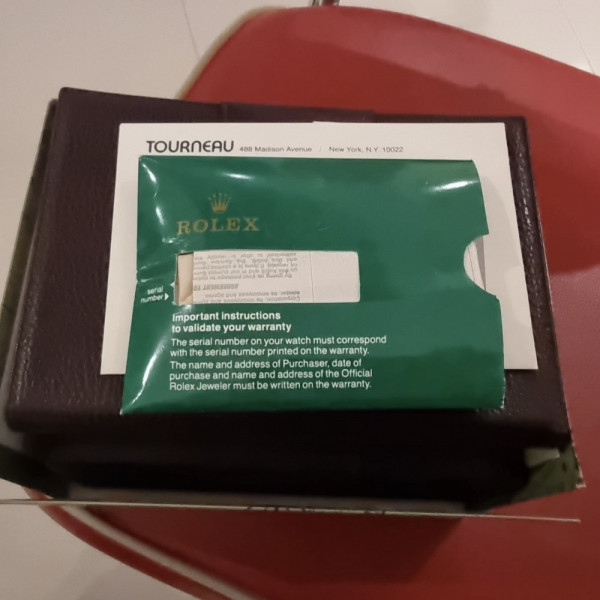 TOURNEAU 488 Madison Avenue / New York, N.Y. 10022
ROLEX
serial
number
Important instructions
to validate your warranty
The serial number on your watch must correspond
with the serial number printed on the warranty.
The name and address of Purchaser, date of
purchase and name and address of the Official
Rolex Jeweler must be written on the warranty.